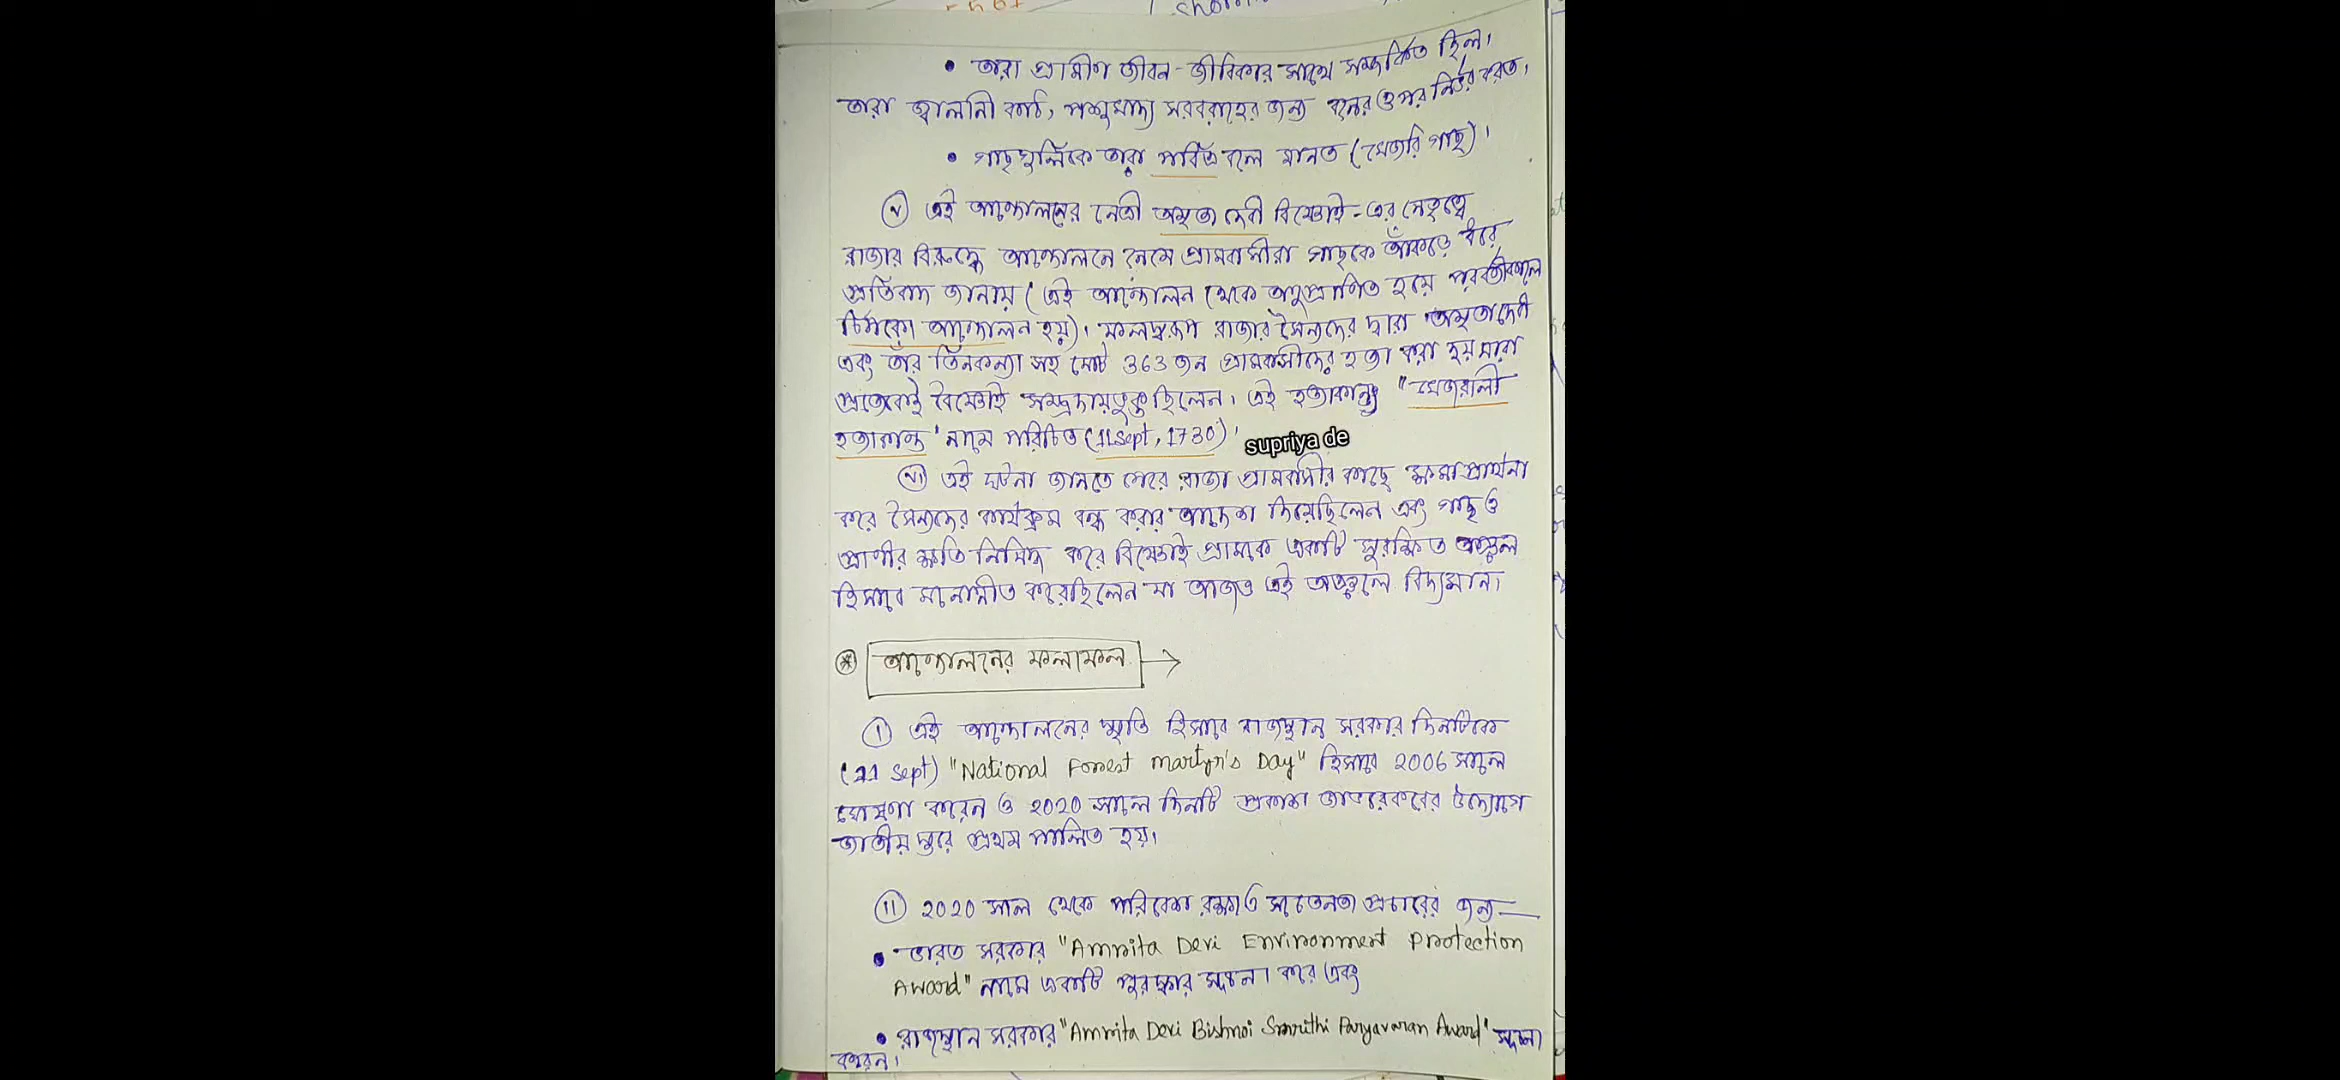 • তারা গ্রামীণ জীবন-জীবিকার সাথে সম্পর্কিত ছিল।
তারা জ্বালানী কাঠ, পশুখাদ্য সরবরাহের জন্য বনের ওপর নির্ভর করত।
• গাছগুলিকে তারা পবিত্র বলে মানত (খেজরি গাছ)।
(v) এই আন্দোলনের নেত্রী অমৃতা দেবী বিষ্ণোই-এর নেতৃত্বে
রাজার বিরুদ্ধে আন্দোলনে নেমে গ্রামবাসীরা গাছকে আঁকড়ে ধরে
প্রতিবাদ জানায় (এই আন্দোলন থেকে অনুপ্রাণিত হয়ে পরবর্তীকালে
চিপকো আন্দোলন হয়)। ফলস্বরূপ রাজার সৈন্যদের দ্বারা অমৃতাদেবী
এবং তাঁর তিনকন্যা সহ মোট 363 জন গ্রামবাসীদের হত্যা করা হয় যারা
প্রত্যেকেই বিষ্ণোই সম্প্রদায়ভুক্ত ছিলেন। এই হত্যাকান্ড "খেজরালী
হত্যাকান্ড" নামে পরিচিত (11 sept, 1730)।
supriya de
(vi) এই ঘটনা জানতে পেরে রাজা গ্রামবাসীর কাছে ক্ষমাপ্রার্থনা
করে সৈন্যদের কার্যক্রম বন্ধ করার আদেশ দিয়েছিলেন এবং গাছ ও
প্রাণীর ক্ষতি নিষিদ্ধ করে বিষ্ণোই গ্রামকে একটি সুরক্ষিত অঞ্চল
হিসাবে মনোনীত করেছিলেন যা আজও এই অঞ্চলে বিদ্যমান।
* আন্দোলনের ফলাফল →
(i) এই আন্দোলনের স্মৃতি হিসাবে রাজস্থান সরকার দিনটিকে
(11 sept) "National Forest Martyr's Day" হিসাবে 2006 সালে
ঘোষণা করেন ও 2020 সালে দিনটি প্রকাশ জাভরেকরের উদ্যোগে
জাতীয় স্তরে প্রথম পালিত হয়।
(ii) 2020 সাল থেকে পরিবেশ রক্ষা ও সচেতনতা প্রচারের জন্য —
• ভারত সরকার "Amrita Devi Environment Protection
Award" নামে একটি পুরস্কার সূচনা করে এবং
• রাজস্থান সরকার "Amrita Devi Bishnoi Smrithi Paryavaran Award" সূচনা
করেন।